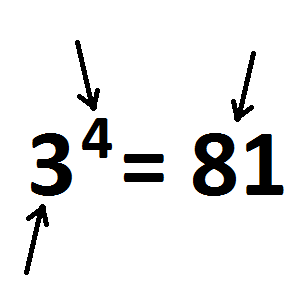 3⁴ = 81